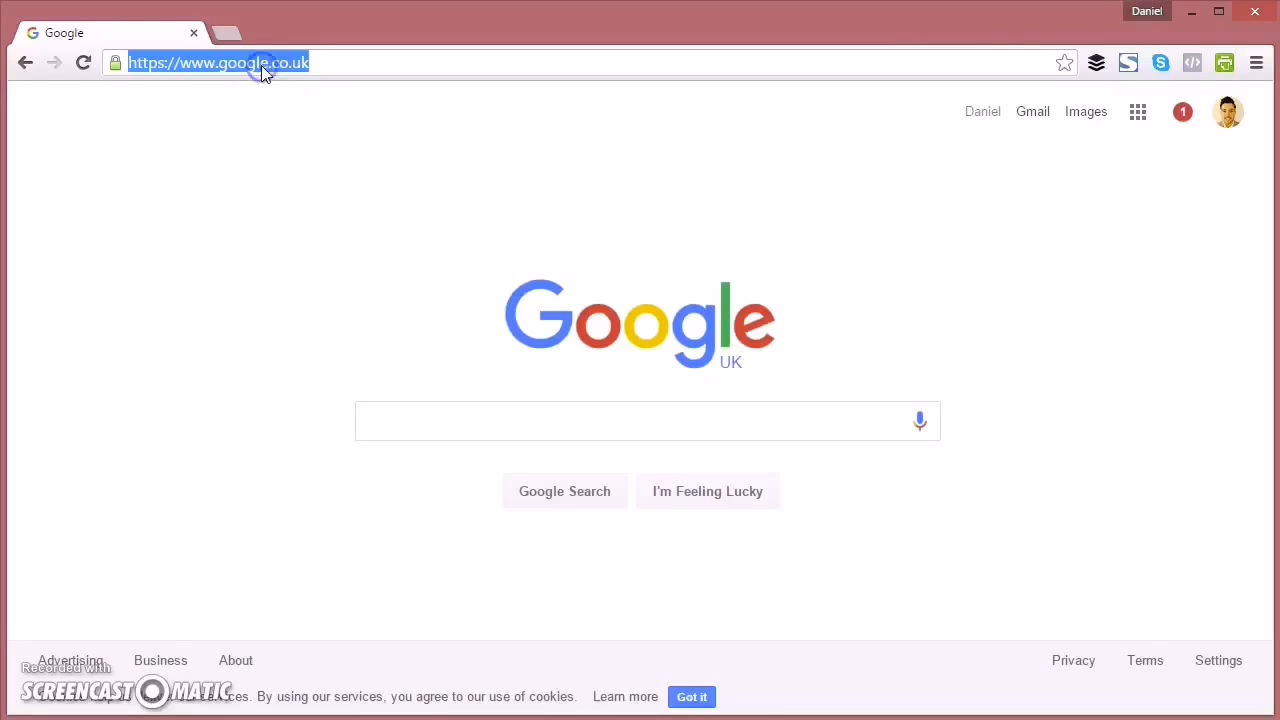 Daniel
Google
https://www.google.co.uk
Daniel Gmail Images 1
Google
UK
Google Search I'm Feeling Lucky
Advertising Business About Privacy Terms Settings
Recorded with
SCREENCAST MATIC
services. By using our services, you agree to our use of cookies. Learn more Got it